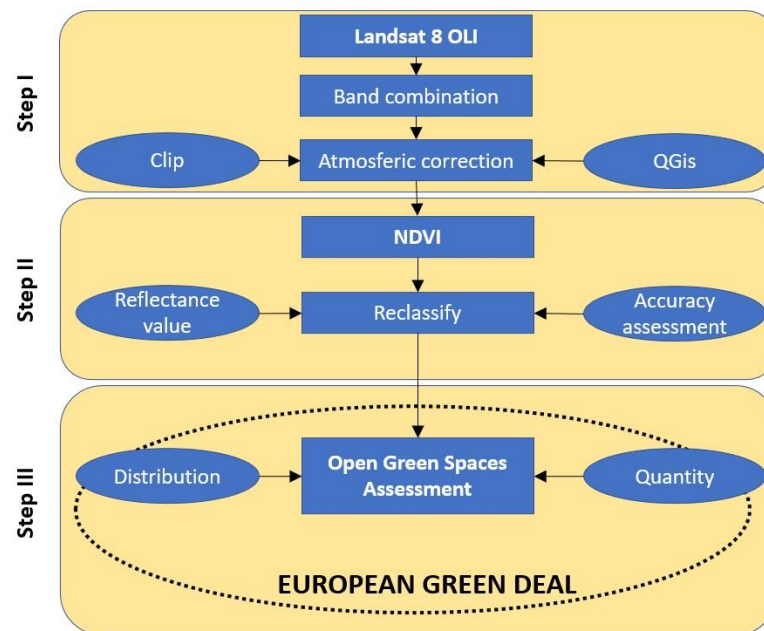 Step I
Landsat 8 OLI
Band combination
Clip
Atmosferic correction
QGis
Step II
NDVI
Reflectance
value
Reclassify
Accuracy
assessment
Step III
Distribution
Open Green Spaces
Assessment
Quantity
EUROPEAN GREEN DEAL